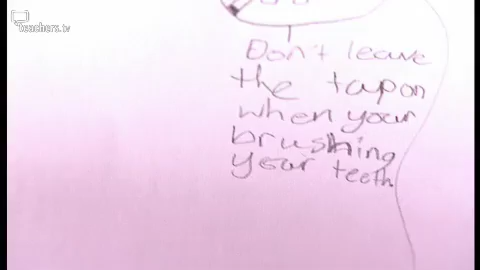 teachers.tv
Don't leave
the tap on
when your
brushing
your teeth